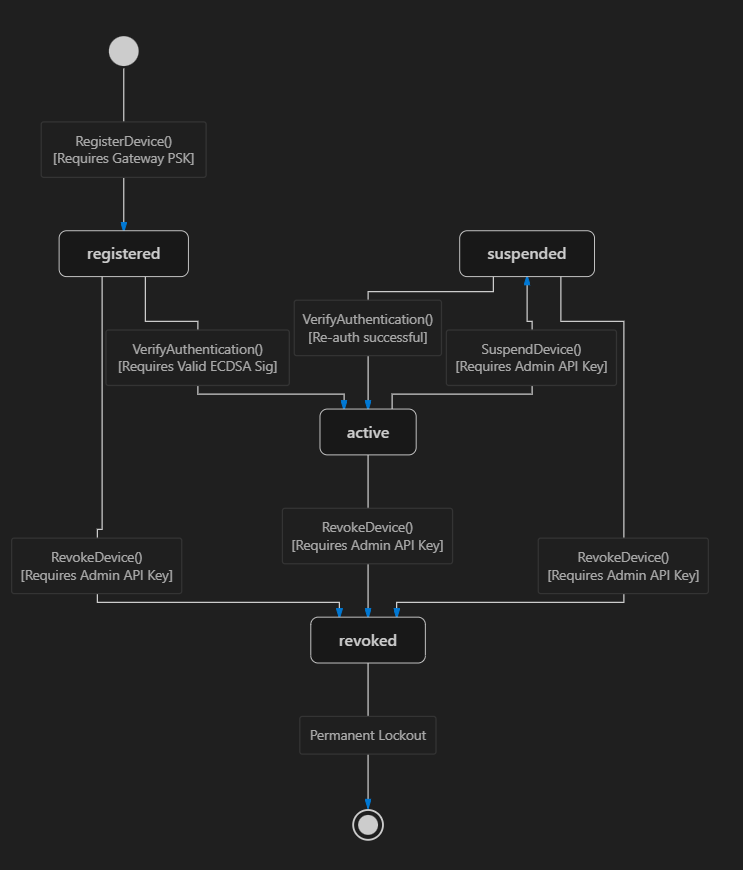 RegisterDevice()
[Requires Gateway PSK]
registered
suspended
VerifyAuthentication()
[Requires Valid ECDSA Sig]
VerifyAuthentication()
[Re-auth successful]
SuspendDevice()
[Requires Admin API Key]
active
RevokeDevice()
[Requires Admin API Key]
RevokeDevice()
[Requires Admin API Key]
RevokeDevice()
[Requires Admin API Key]
revoked
Permanent Lockout